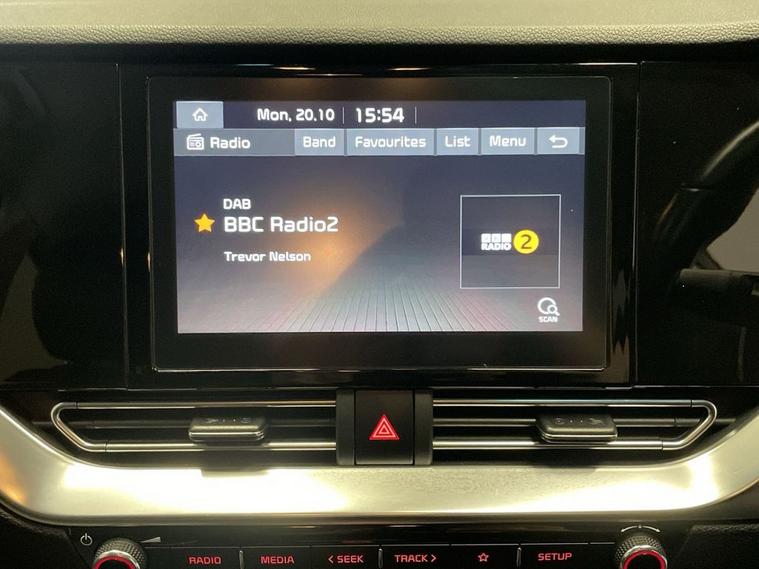 Mon, 20.10 15:54
Radio Band Favourites List Menu
DAB
BBC Radio2
Trevor Nelson
BBC
RADIO 2
SCAN
RADIO MEDIA < SEEK TRACK > SETUP